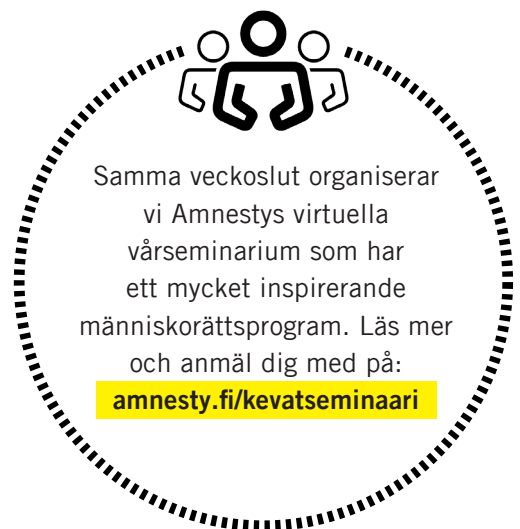 Samma veckoslut organiserar
vi Amnestys virtuella
vårseminarium som har
ett mycket inspirerande
människorättsprogram. Läs mer
och anmäl dig med på:
amnesty.fi/kevatseminaari